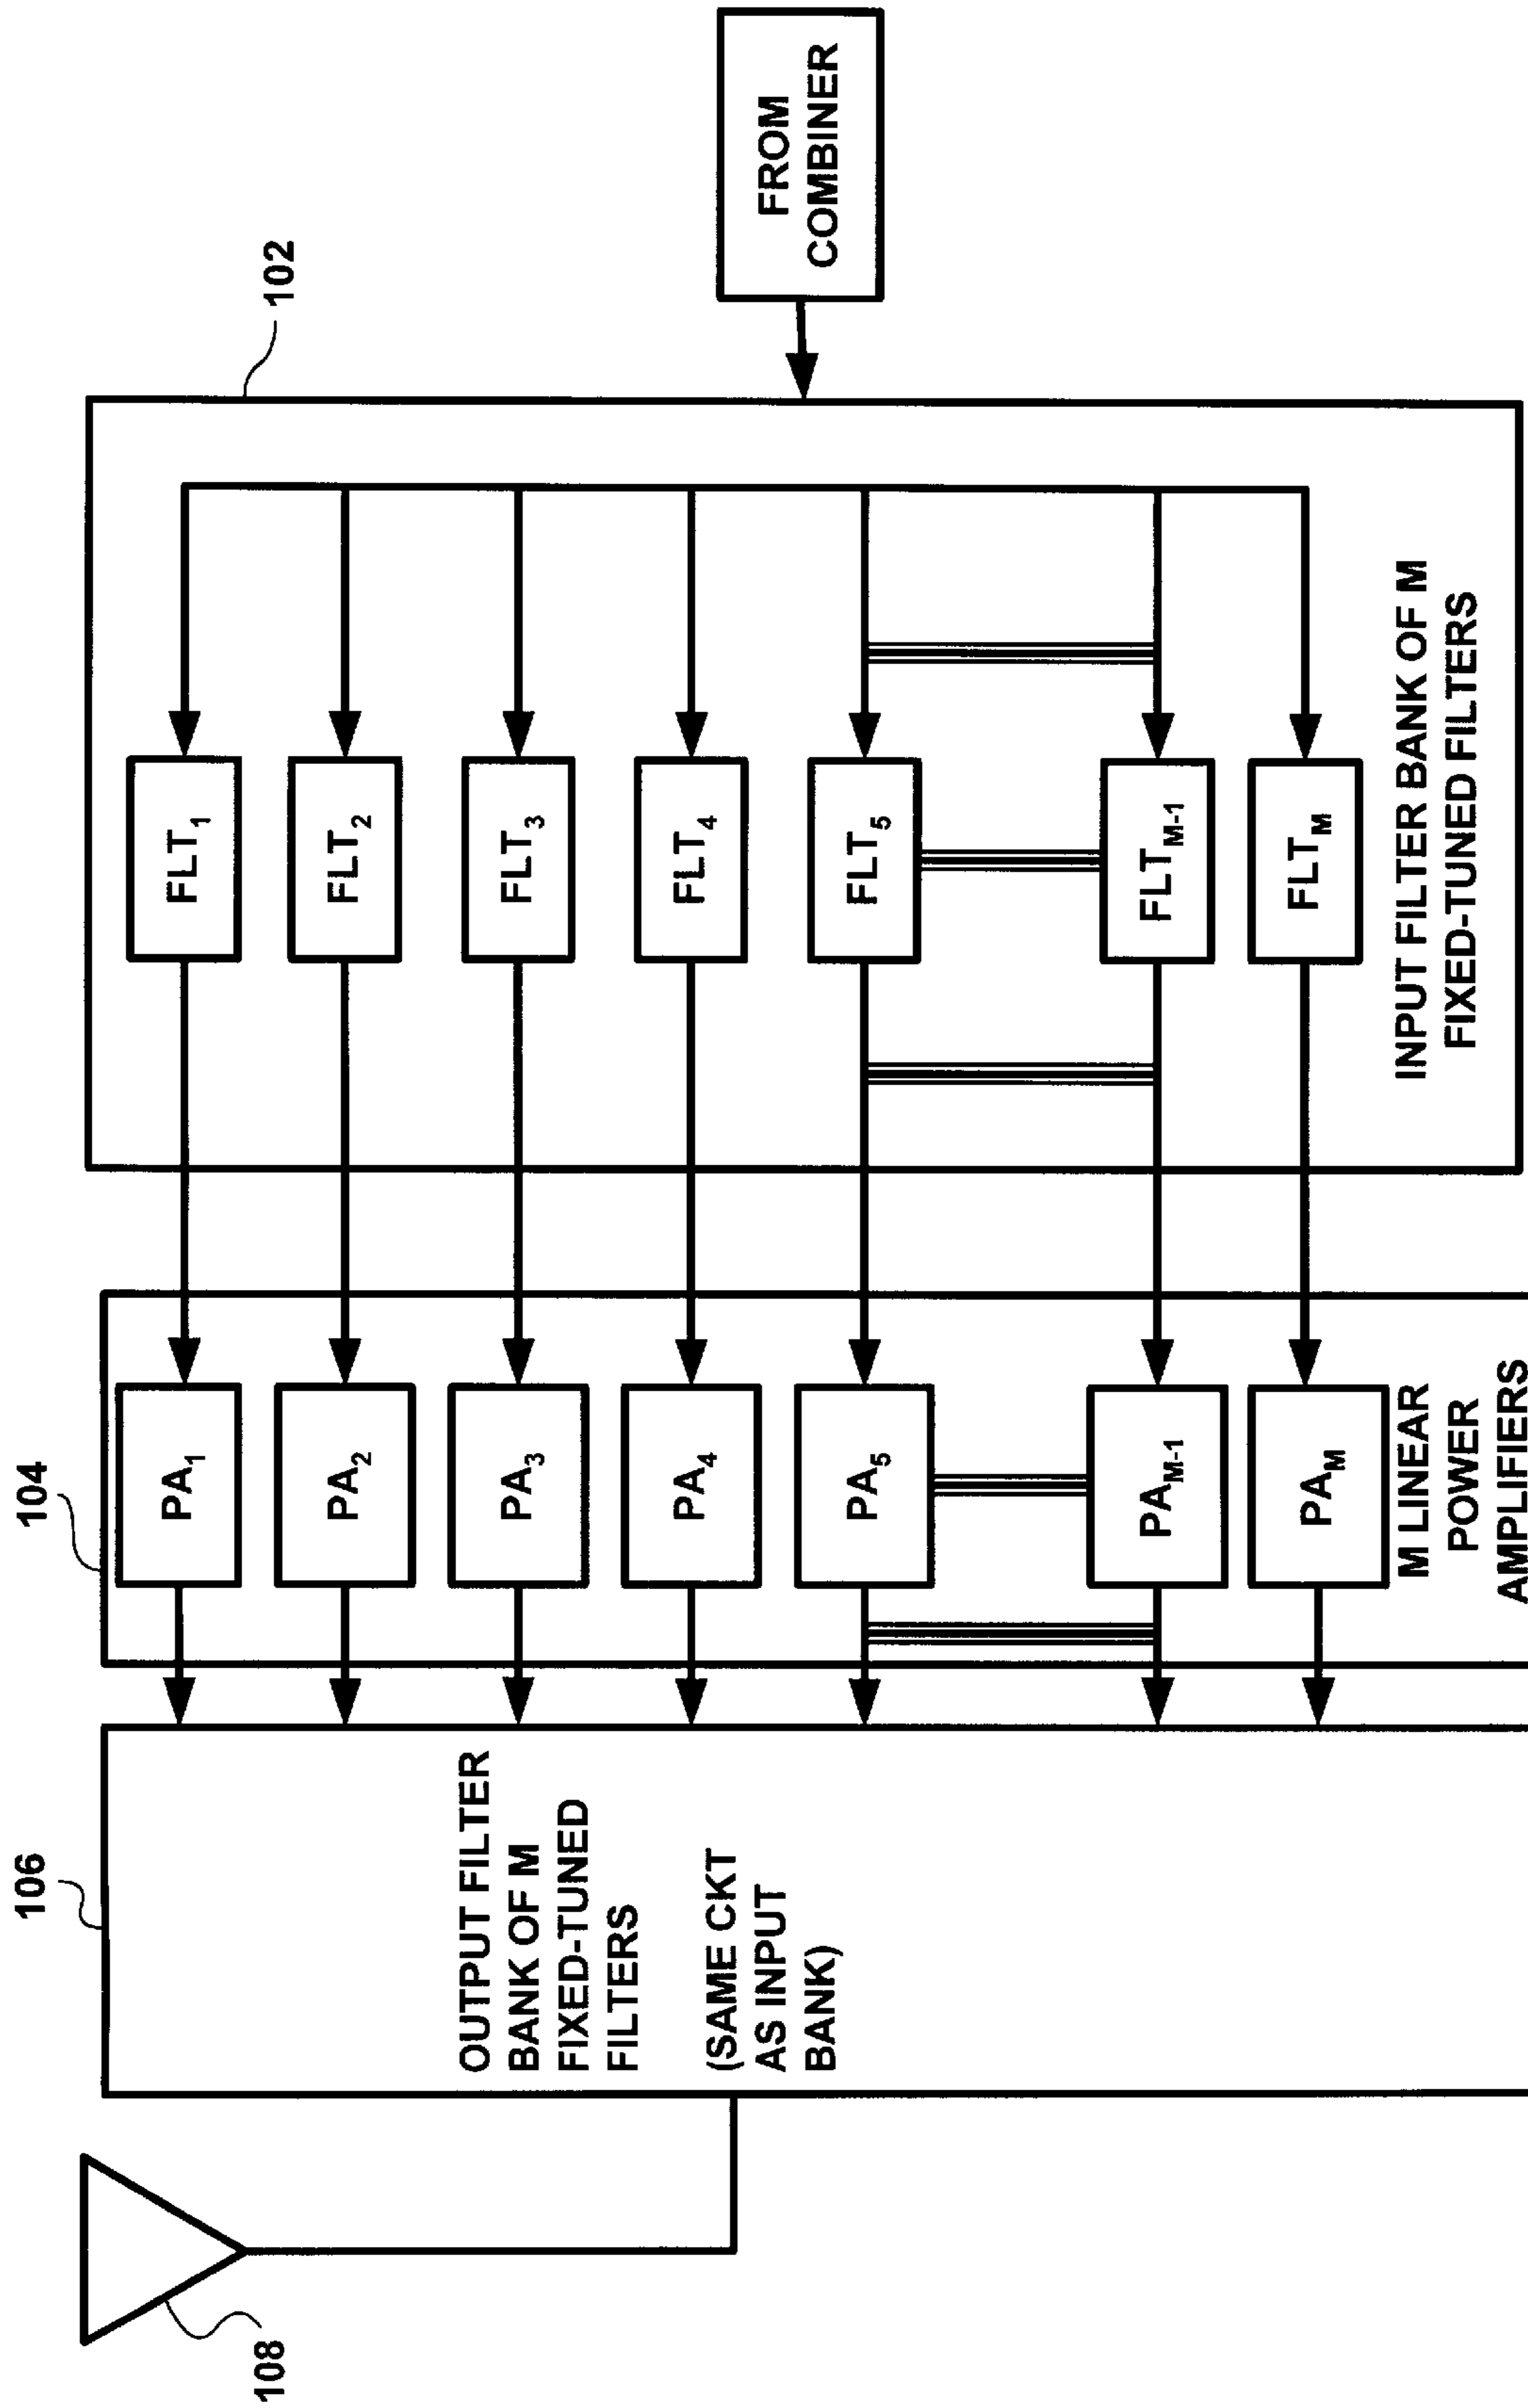 108
106
104
102
OUTPUT FILTER
BANK OF M
FIXED-TUNED
FILTERS
(SAME CKT
AS INPUT
BANK)
PA1
PA2
PA3
PA4
PA5
PAM-1
PAM
M LINEAR
POWER
AMPLIFIERS
FLT1
FLT2
FLT3
FLT4
FLT5
FLTM-1
FLTM
INPUT FILTER BANK OF M
FIXED-TUNED FILTERS
FROM
COMBINER